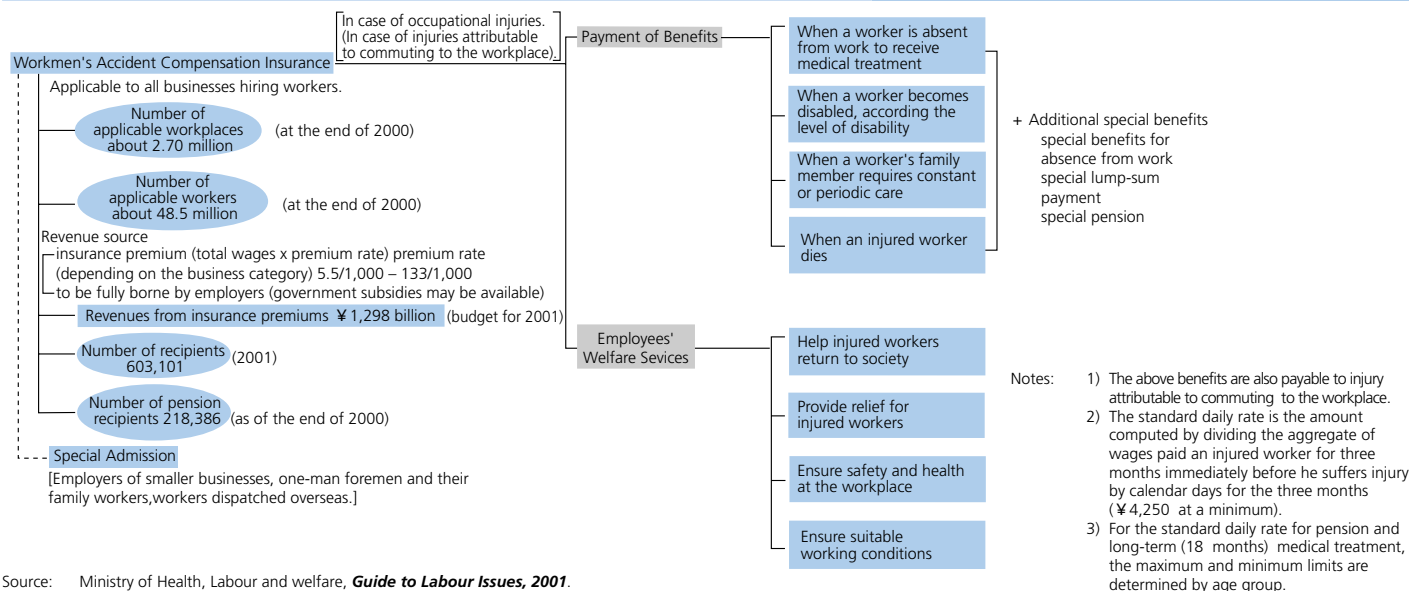 [In case of occupational injuries.
(In case of injuries attributable
to commuting to the workplace).]
Workmen's Accident Compensation Insurance
Applicable to all businesses hiring workers.
Number of
applicable workplaces
about 2.70 million
(at the end of 2000)
Number of
applicable workers
about 48.5 million
(at the end of 2000)
Revenue source
insurance premium (total wages x premium rate) premium rate
(depending on the business category) 5.5/1,000 – 133/1,000
to be fully borne by employers (government subsidies may be available)
Revenues from insurance premiums ¥1,298 billion (budget for 2001)
Number of recipients
603,101
(2001)
Number of pension
recipients 218,386
(as of the end of 2000)
Special Admission
[Employers of smaller businesses, one-man foremen and their
family workers,workers dispatched overseas.]
Payment of Benefits
When a worker is absent
from work to receive
medical treatment
When a worker becomes
disabled, according the
level of disability
When a worker's family
member requires constant
or periodic care
When an injured worker
dies
+ Additional special benefits
special benefits for
absence from work
special lump-sum
payment
special pension
Employees'
Welfare Sevices
Help injured workers
return to society
Provide relief for
injured workers
Ensure safety and health
at the workplace
Ensure suitable
working conditions
Notes: 1) The above benefits are also payable to injury
attributable to commuting to the workplace.
2) The standard daily rate is the amount
computed by dividing the aggregate of
wages paid an injured worker for three
months immediately before he suffers injury
by calendar days for the three months
(¥4,250 at a minimum).
3) For the standard daily rate for pension and
long-term (18 months) medical treatment,
the maximum and minimum limits are
determined by age group.
Source: Ministry of Health, Labour and welfare, Guide to Labour Issues, 2001.